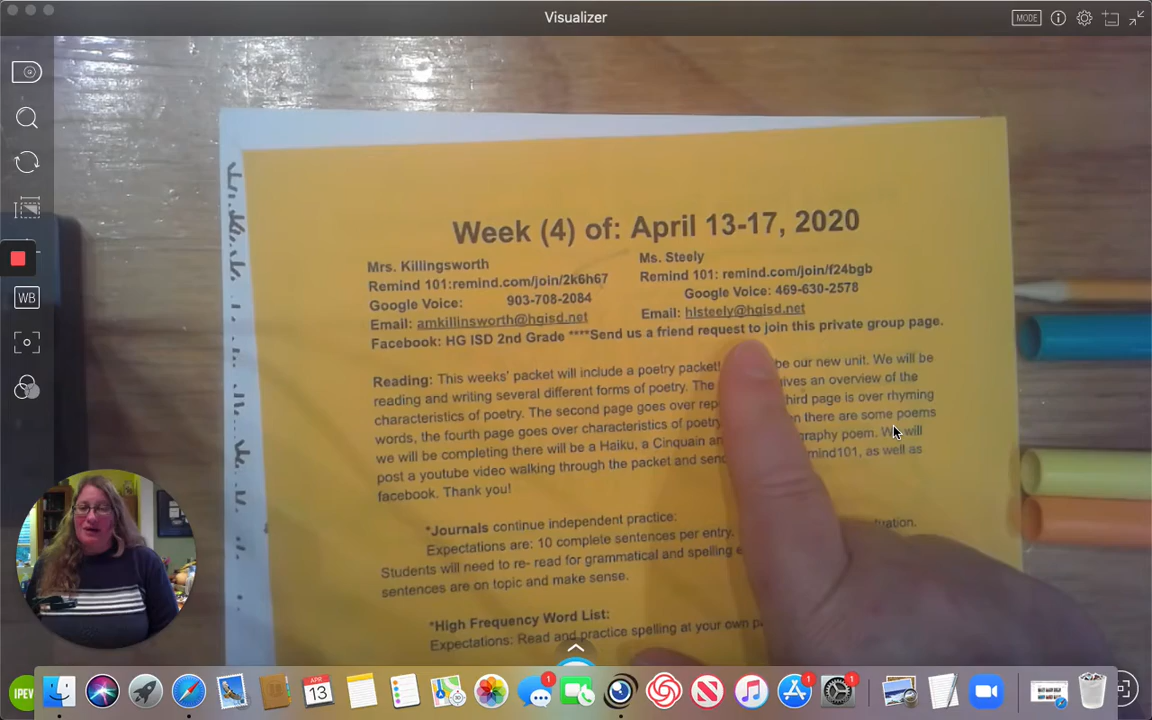 Visualizer
MODE
WB
Week (4) of: April 13-17, 2020
Mrs. Killingsworth
Remind 101:remind.com/join/2k6h67
Google Voice: 903-708-2084
Email: amkillinsworth@hgisd.net
Ms. Steely
Remind 101: remind.com/join/f24bgb
Google Voice: 469-630-2578
Email: hlsteely@hgisd.net
Facebook: HG ISD 2nd Grade ****Send us a friend request to join this private group page.
Reading: This weeks' packet will include a poetry packet! be our new unit. We will be
reading and writing several different forms of poetry. The gives an overview of the
characteristics of poetry. The second page goes over third page is over rhyming
words, the fourth page goes over characteristics of poetry there are some poems
we will be completing there will be a Haiku, a Cinquain poem. We will
post a youtube video walking through the packet and as well as
facebook. Thank you!
*Journals continue independent practice:
Expectations are: 10 complete sentences per entry.
Students will need to re- read for grammatical and spelling
sentences are on topic and make sense.
*High Frequency Word List:
Expectations: Read and practice spelling at your own
IPEV
APR
13
1
1
1